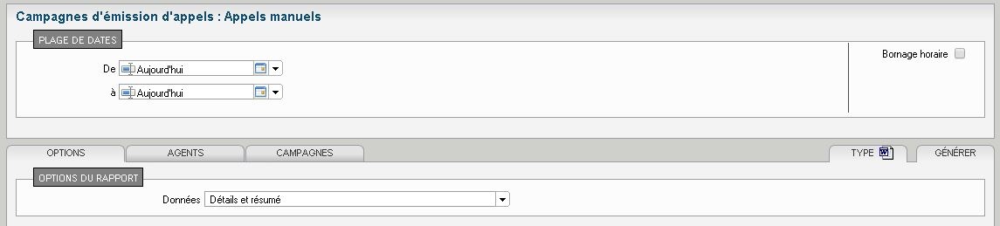 Campagnes d'émission d'appels : Appels manuels
PLAGE DE DATES
De Aujourd'hui
Bornage horaire
à Aujourd'hui
OPTIONS AGENTS CAMPAGNES TYPE GÉNÉRER
OPTIONS DU RAPPORT
Données Détails et résumé